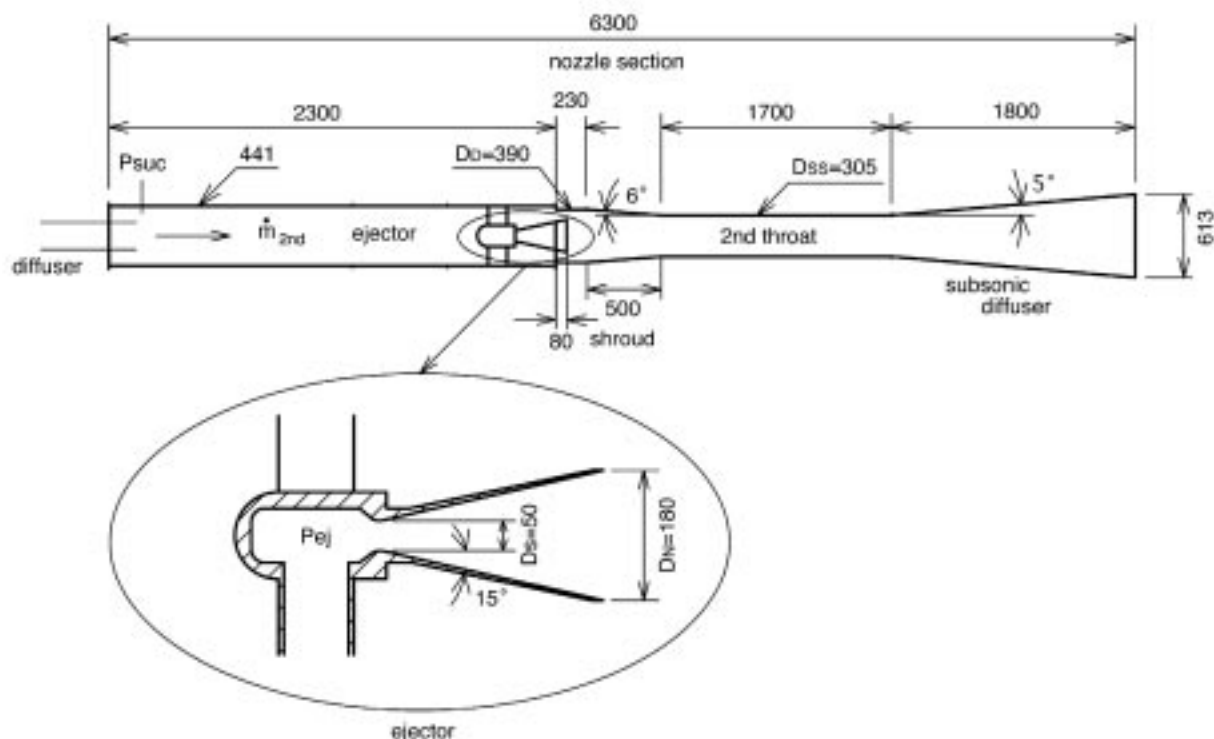 6300
nozzle section
2300
230
1700
1800
Psuc
441
DD=390
6°
DSS=305
5°
ṁ2nd
ejector
2nd throat
613
diffuser
500
subsonic
diffuser
80
shroud
Pej
DS=50
DN=180
15°
ejector